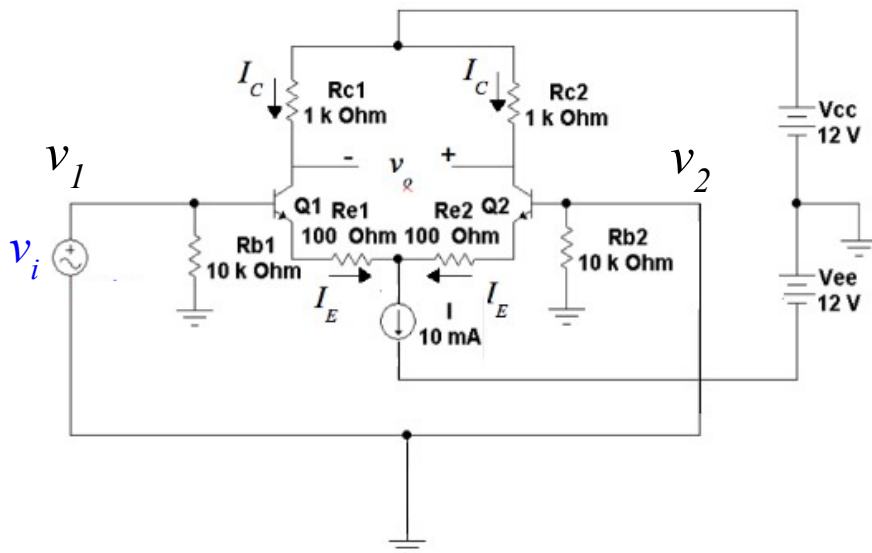 I_C
I_C
Rc1
1 k Ohm
Rc2
1 k Ohm
Vcc
12 V
v_1
- v_o +
v_2
Q1
Re1
Re2
Q2
100 Ohm
100 Ohm
v_i
Rb1
10 k Ohm
Rb2
10 k Ohm
I_E
I_E
I
10 mA
Vee
12 V